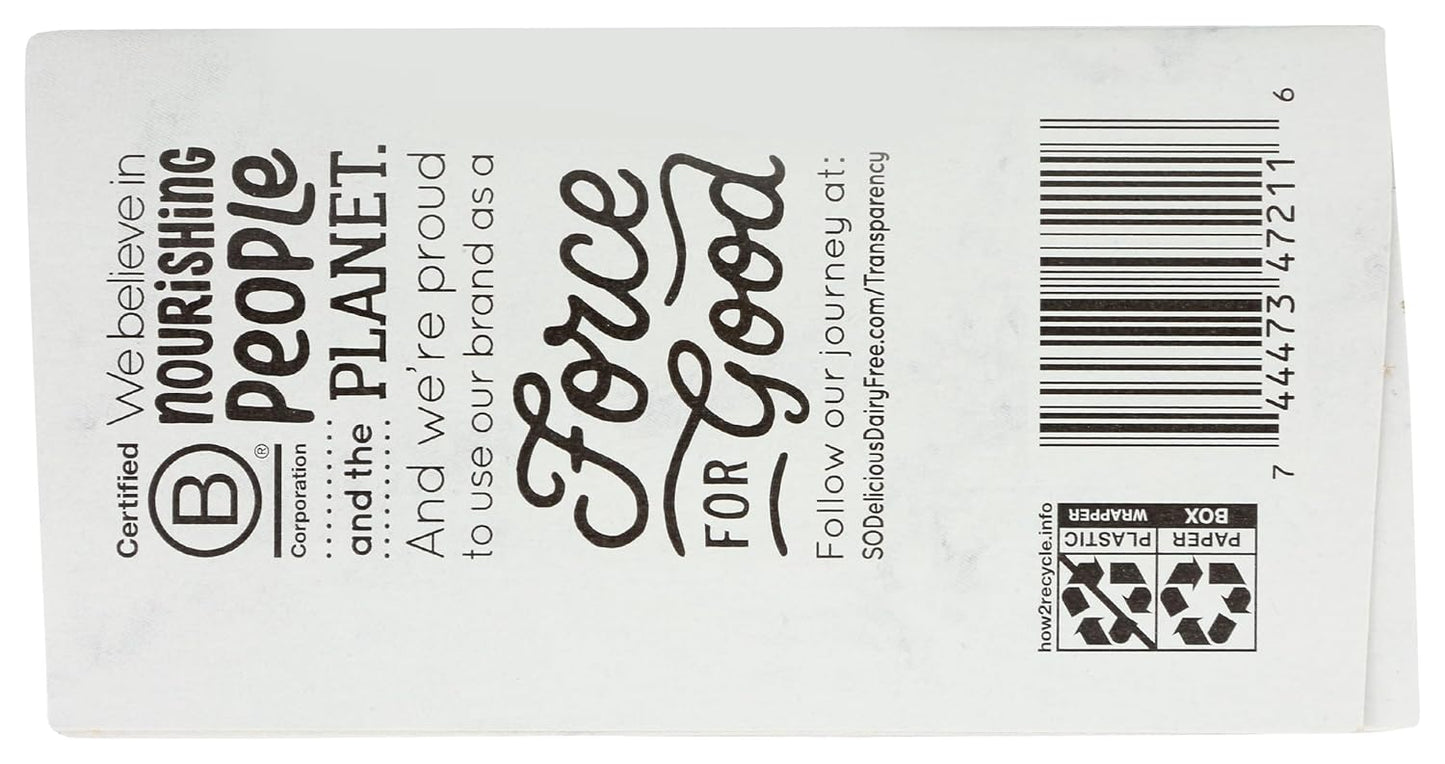 Certified
B
®
Corporation
We believe in
nOURiSHinG
PeOPLe
and the PLANET.
And we're proud
to use our brand as a
Force
FOR Good
Follow our journey at:
SODeliciousDairyFree.com/Transparency
how2recycle.info
PAPER
BOX
PLASTIC
WRAPPER
7 44473 47211 6